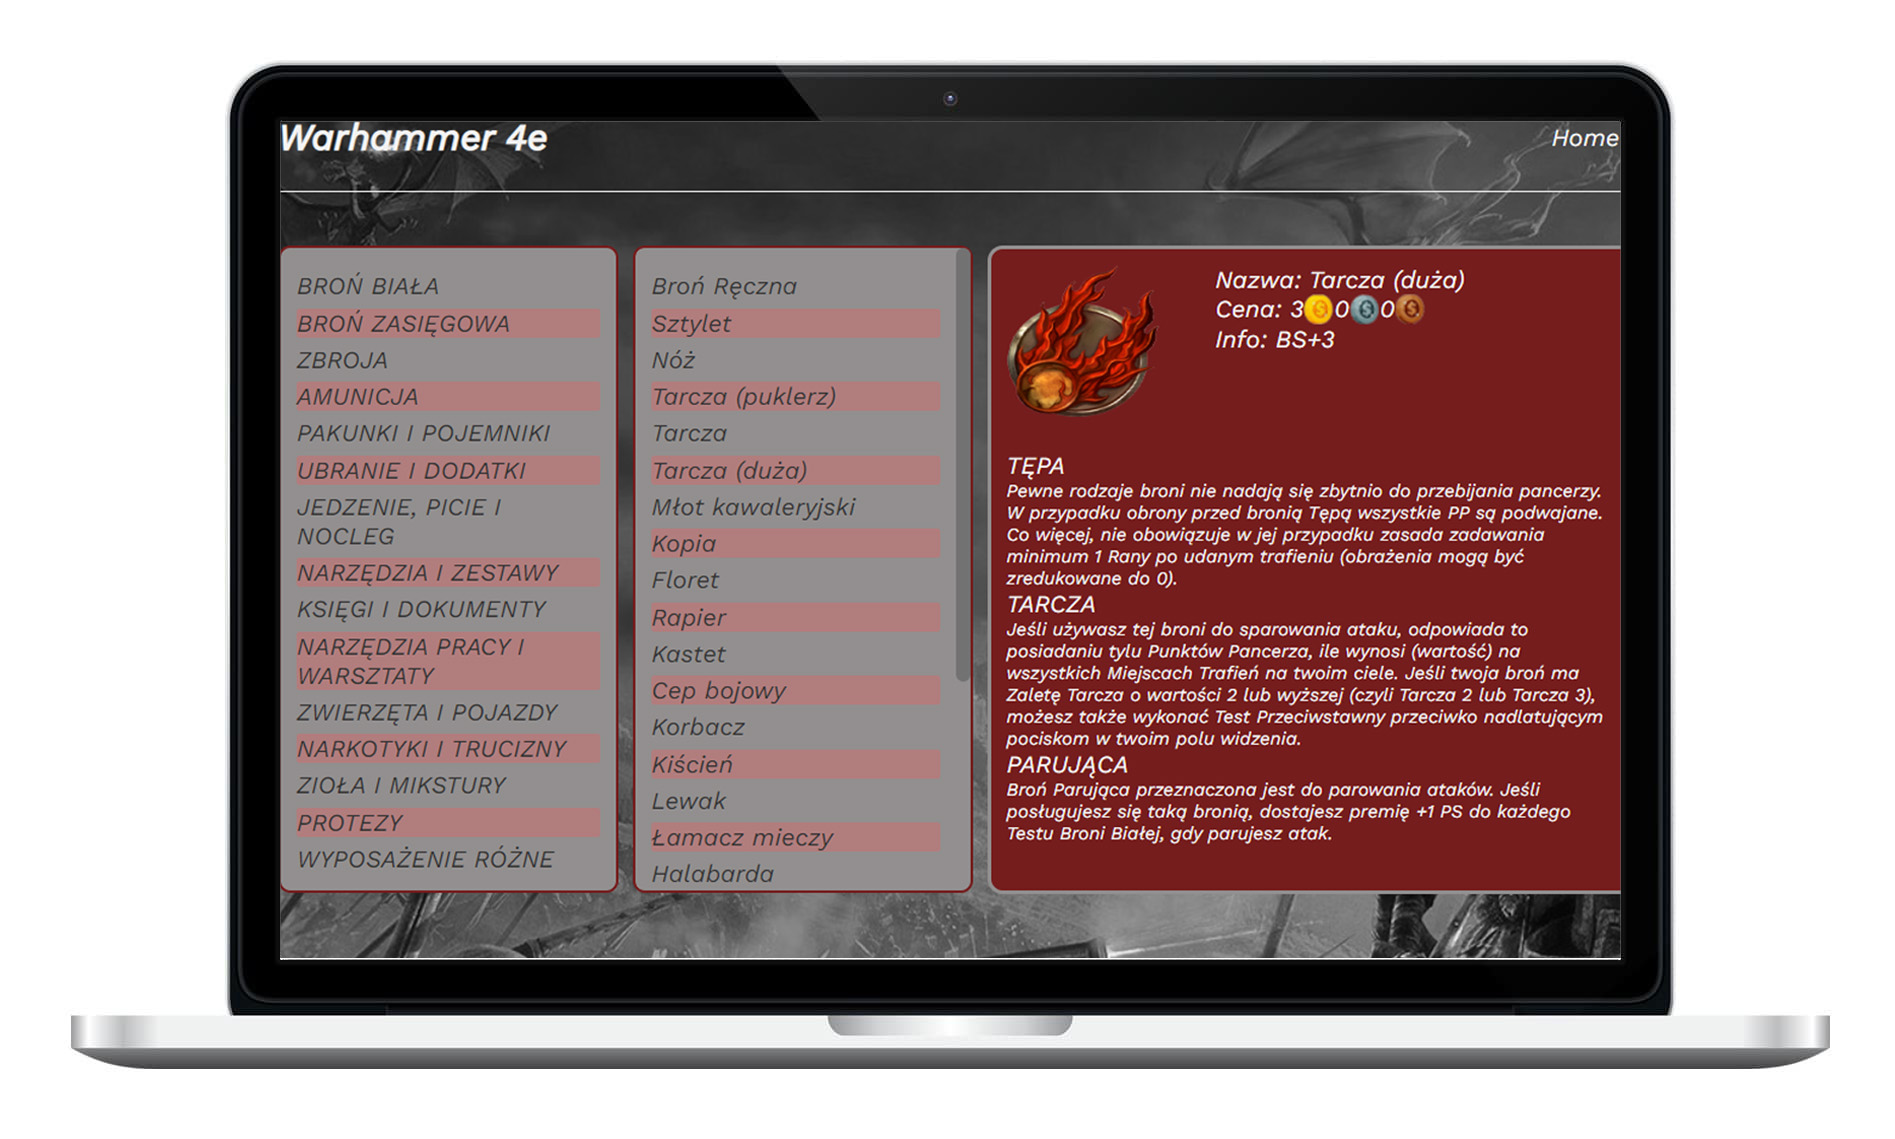 Warhammer 4e
Home
BROŃ BIAŁA
BROŃ ZASIĘGOWA
ZBROJA
AMUNICJA
PAKUNKI I POJEMNIKI
UBRANIE I DODATKI
JEDZENIE, PICIE I
NOCLEG
NARZĘDZIA I ZESTAWY
KSIĘGI I DOKUMENTY
NARZĘDZIA PRACY I
WARSZTATY
ZWIERZĘTA I POJAZDY
NARKOTYKI I TRUCIZNY
ZIOŁA I MIKSTURY
PROTEZY
WYPOSAŻENIE RÓŻNE
Broń Ręczna
Sztylet
Nóż
Tarcza (puklerz)
Tarcza
Tarcza (duża)
Młot kawaleryjski
Kopia
Floret
Rapier
Kastet
Cep bojowy
Korbacz
Kiścień
Lewak
Łamacz mieczy
Halabarda
Nazwa: Tarcza (duża)
Cena: 3 0 0
Info: BS+3
TĘPA
Pewne rodzaje broni nie nadają się zbytnio do przebijania pancerzy.
W przypadku obrony przed bronią Tępą wszystkie PP są podwajane.
Co więcej, nie obowiązuje w jej przypadku zasada zadawania
minimum 1 Rany po udanym trafieniu (obrażenia mogą być
zredukowane do 0).
TARCZA
Jeśli używasz tej broni do sparowania ataku, odpowiada to
posiadaniu tylu Punktów Pancerza, ile wynosi (wartość) na
wszystkich Miejscach Trafień na twoim ciele. Jeśli twoja broń ma
Zaletę Tarcza o wartości 2 lub wyższej (czyli Tarcza 2 lub Tarcza 3),
możesz także wykonać Test Przeciwstawny przeciwko nadlatującym
pociskom w twoim polu widzenia.
PARUJĄCA
Broń Parująca przeznaczona jest do parowania ataków. Jeśli
posługujesz się taką bronią, dostajesz premię +1 PS do każdego
Testu Broni Białej, gdy parujesz atak.